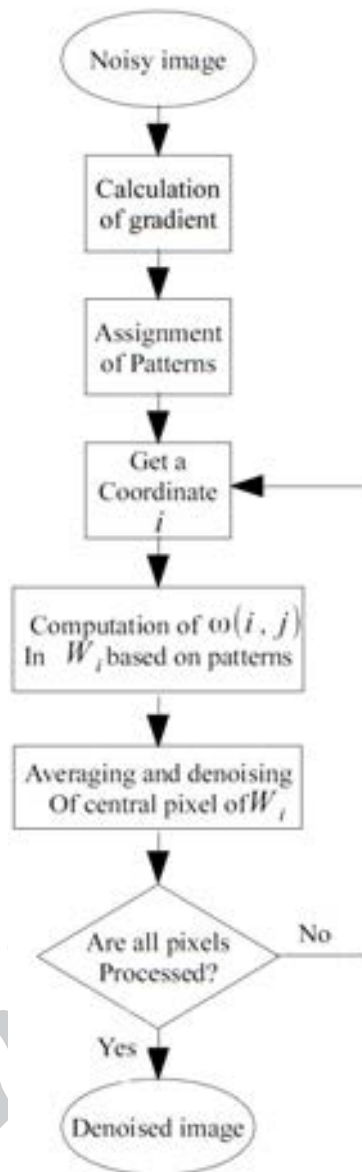 Noisy image
Calculation
of gradient
Assignment
of Patterns
Get a
Coordinate
i
Computation of ω(i , j)
In W_i based on patterns
Averaging and denoising
Of central pixel of W_i
Are all pixels
Processed?
No
Yes
Denoised image